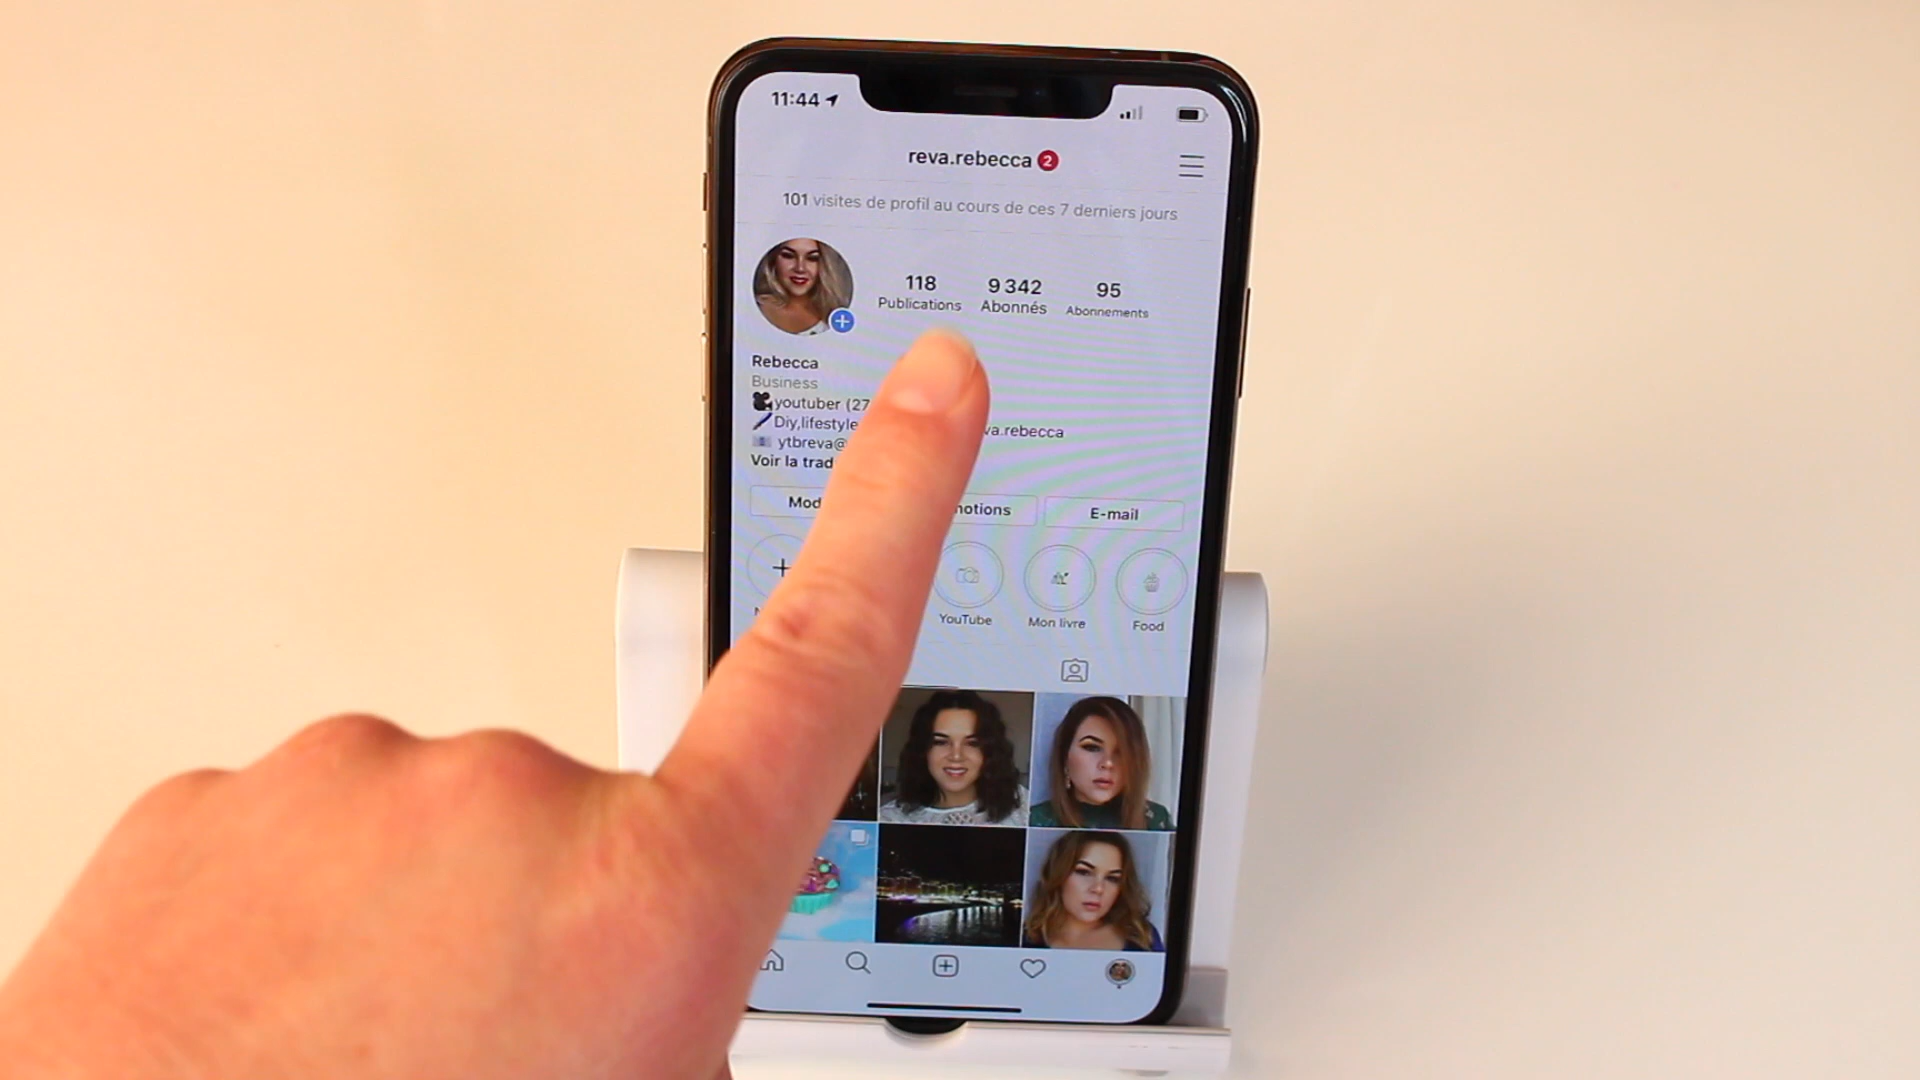 11:44
reva.rebecca 2
101 visites de profil au cours de ces 7 derniers jours
118 9 342 95
Publications Abonnés Abonnements
Rebecca
Business
youtuber (27
Diy,lifestyle va.rebecca
ytbreva@
Voir la trad
Mod notions E-mail
YouTube Mon livre Food